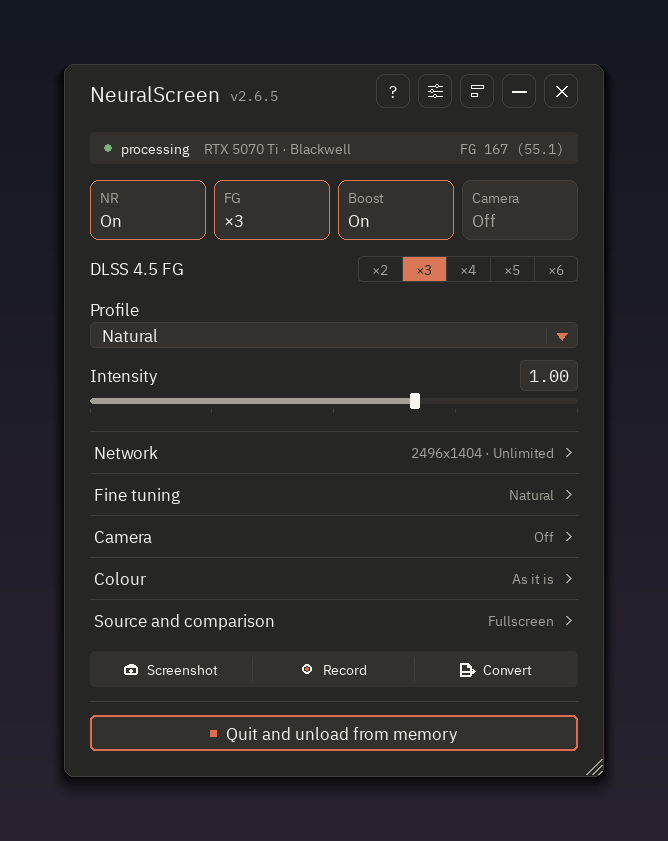 NeuralScreen v2.6.5 ?
processing RTX 5070 Ti · Blackwell FG 167 (55.1)
NR FG Boost Camera
On ×3 On Off
DLSS 4.5 FG ×2 ×3 ×4 ×5 ×6
Profile
Natural
Intensity 1.00
Network 2496x1404 · Unlimited
Fine tuning Natural
Camera Off
Colour As it is
Source and comparison Fullscreen
Screenshot Record Convert
Quit and unload from memory